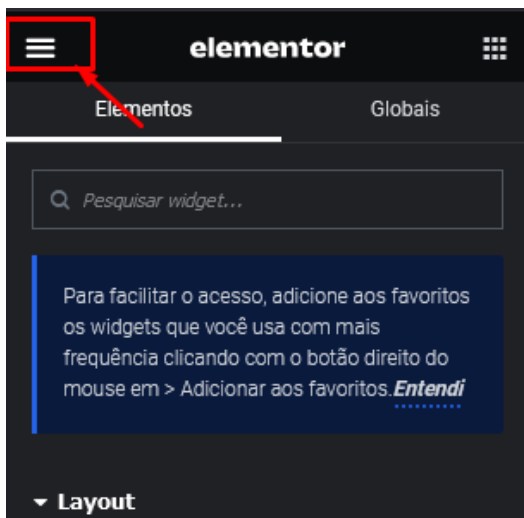 elementor
Elementos Globais
Pesquisar widget...
Para facilitar o acesso, adicione aos favoritos
os widgets que você usa com mais
frequência clicando com o botão direito do
mouse em > Adicionar aos favoritos.Entendi
Layout